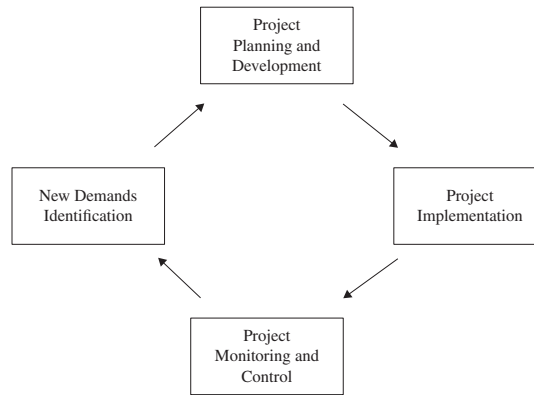 Project
Planning and
Development
New Demands
Identification
Project
Implementation
Project
Monitoring and
Control